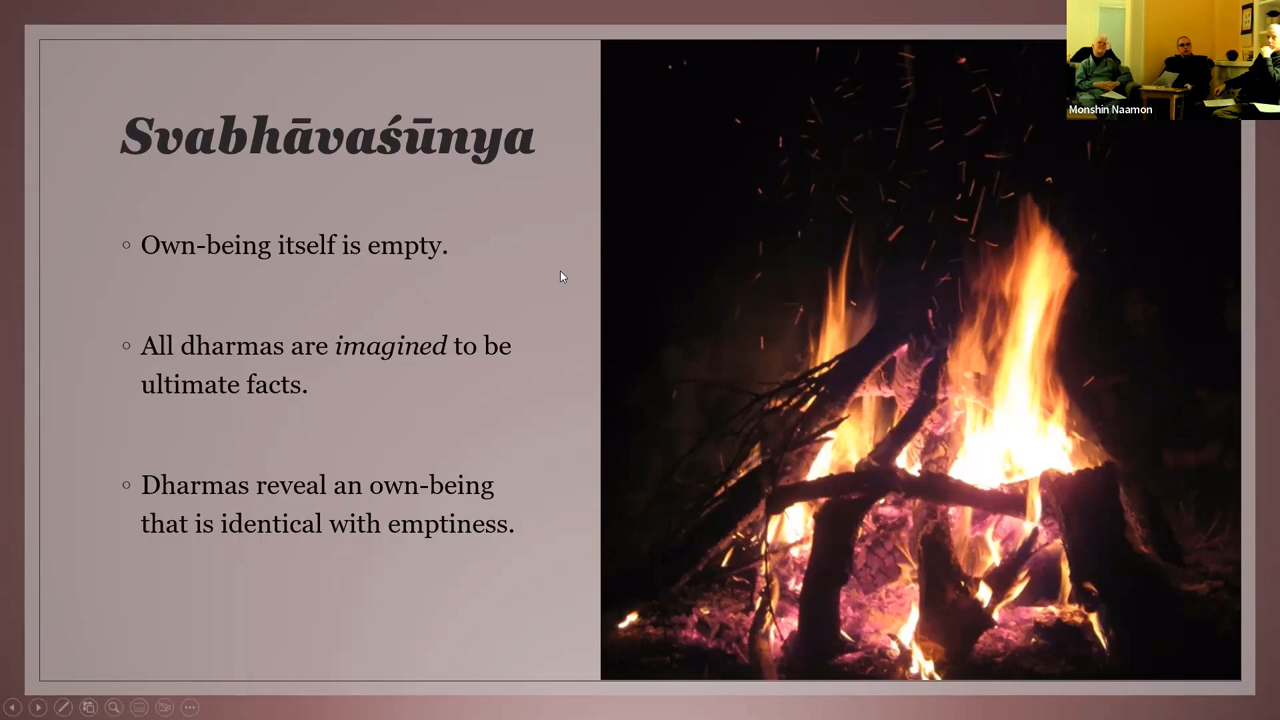 Svabhāvaśūnya
Own-being itself is empty.
All dharmas are imagined to be
ultimate facts.
Dharmas reveal an own-being
that is identical with emptiness.
Monshin Naamon